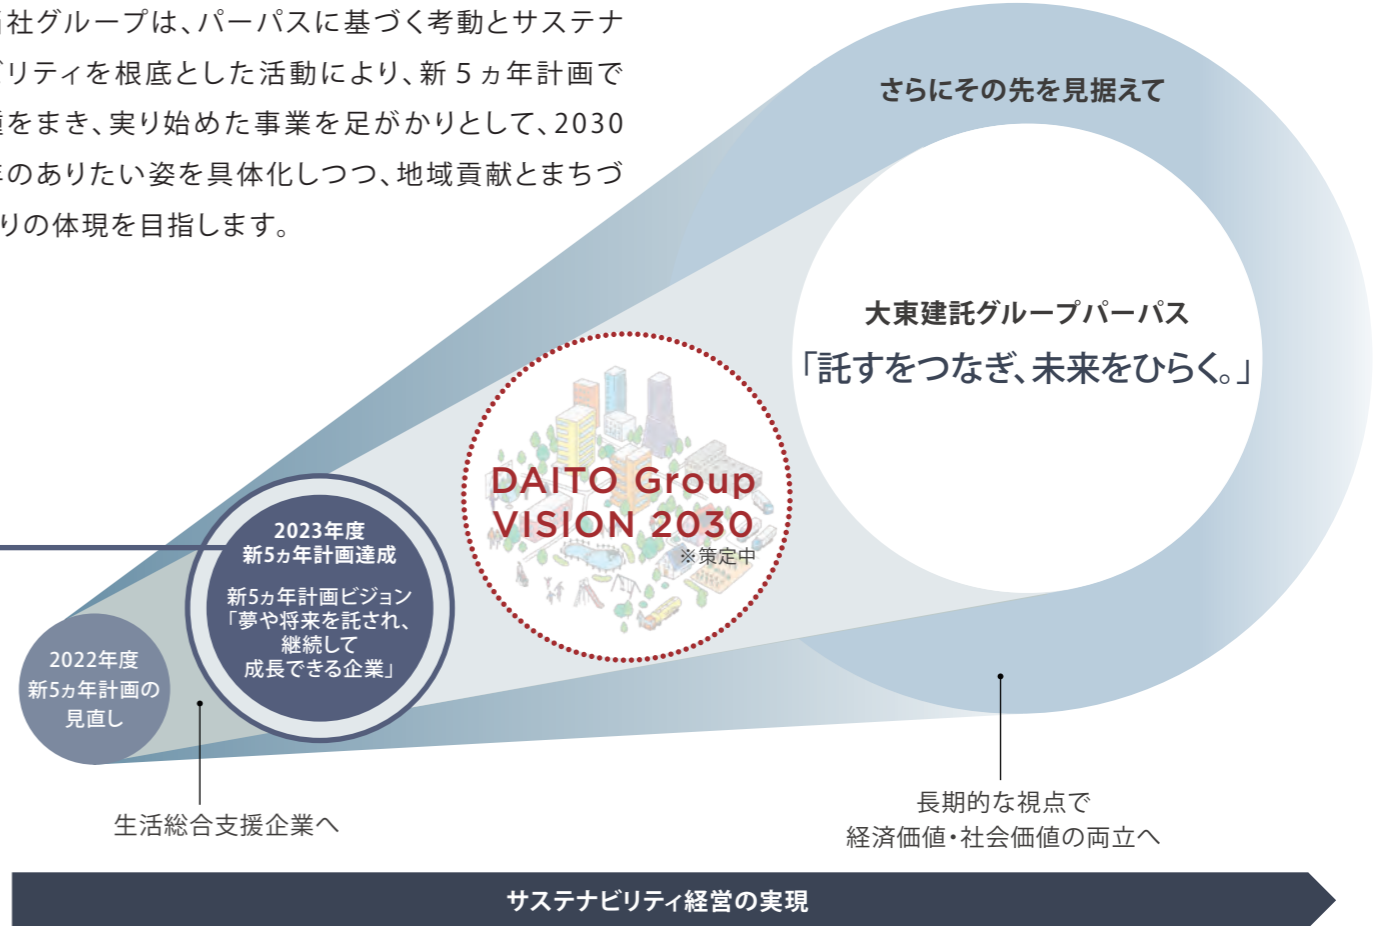 社グループは、パーパスに基づく考動とサステナ
ビリティを根底とした活動により、新5ヵ年計画で
種をまき、実り始めた事業を足がかりとして、2030
年のありたい姿を具体化しつつ、地域貢献とまちづ
りの体現を目指します。
さらにその先を見据えて
大東建託グループパーパス
「託すをつなぎ、未来をひらく。」
DAITO Group
VISION 2030
※策定中
2023年度
新5ヵ年計画達成
新5ヵ年計画ビジョン
「夢や将来を託され、
継続して
成長できる企業」
2022年度
新5ヵ年計画の
見直し
生活総合支援企業へ
長期的な視点で
経済価値・社会価値の両立へ
サステナビリティ経営の実現